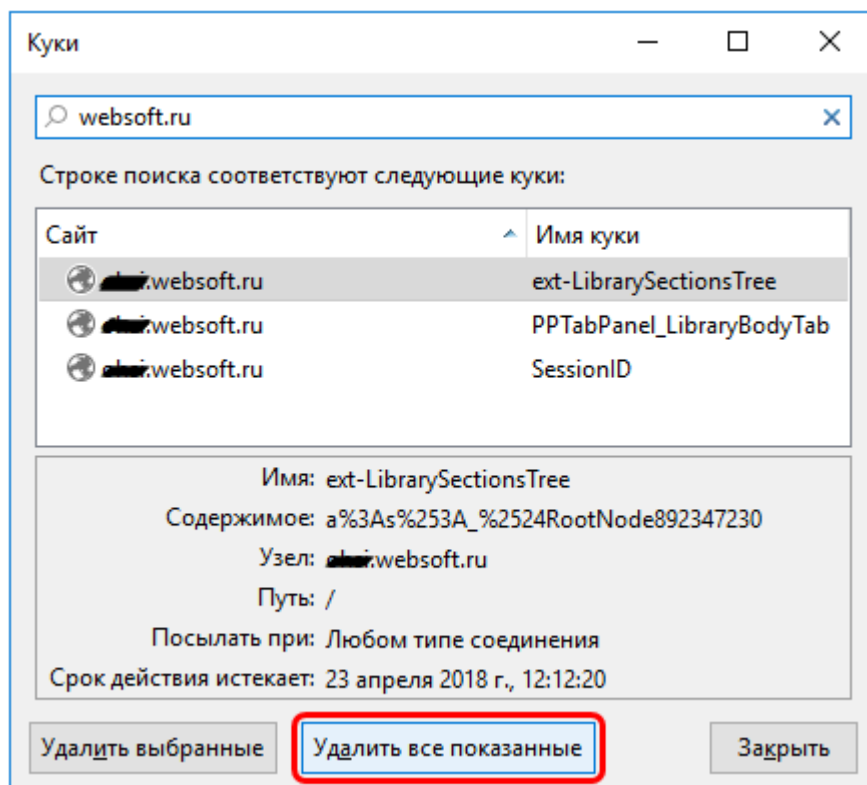 Куки
websoft.ru
Строке поиска соответствуют следующие куки:
Сайт Имя куки
.websoft.ru ext-LibrarySectionsTree
.websoft.ru PPTabPanel_LibraryBodyTab
.websoft.ru SessionID
Имя: ext-LibrarySectionsTree
Содержимое: a%3As%253A_%2524RootNode892347230
Узел: .websoft.ru
Путь: /
Посылать при: Любом типе соединения
Срок действия истекает: 23 апреля 2018 г., 12:12:20
Удалить выбранные Удалить все показанные Закрыть